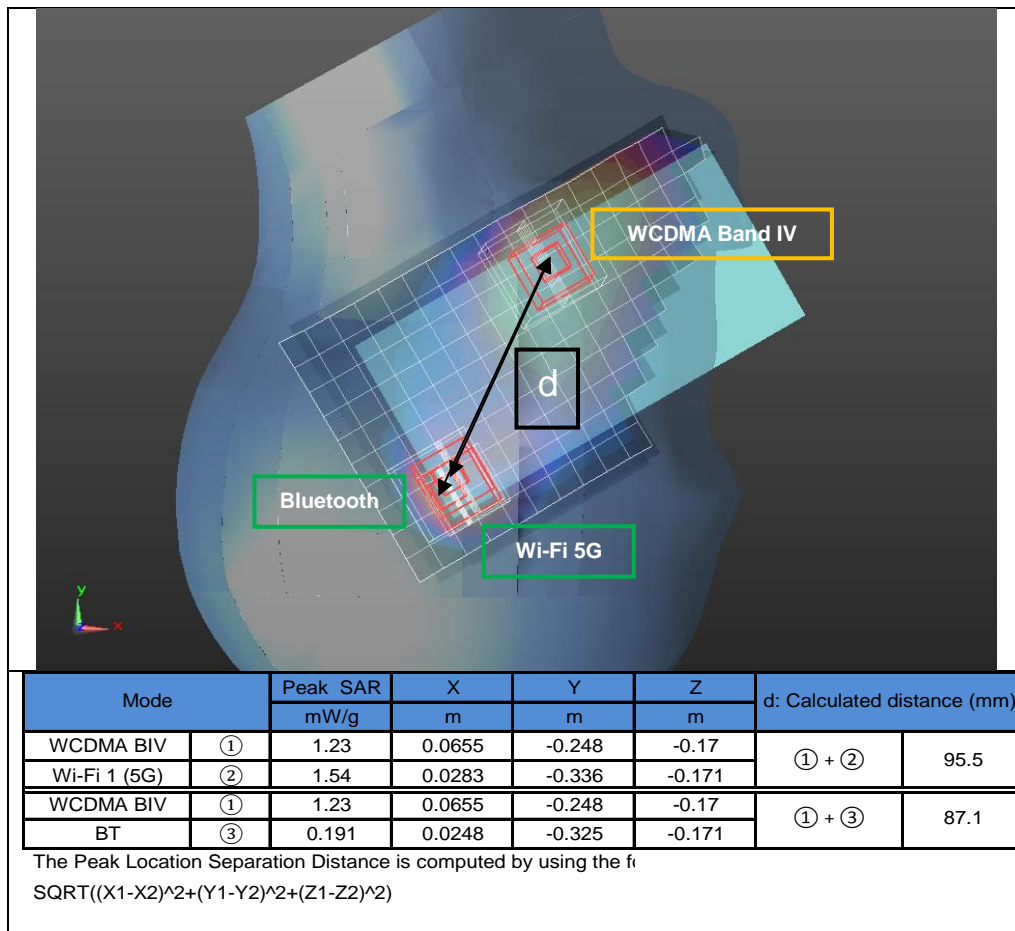 WCDMA Band IV
d
Bluetooth
Wi-Fi 5G
y
x
Mode Peak SAR X Y Z d: Calculated distance (mm)
mW/g m m m
WCDMA BIV ① 1.23 0.0655 -0.248 -0.17 ① + ② 95.5
Wi-Fi 1 (5G) ② 1.54 0.0283 -0.336 -0.171
WCDMA BIV ① 1.23 0.0655 -0.248 -0.17 ① + ③ 87.1
BT ③ 0.191 0.0248 -0.325 -0.171
The Peak Location Separation Distance is computed by using the
SQRT((X1-X2)^2+(Y1-Y2)^2+(Z1-Z2)^2)